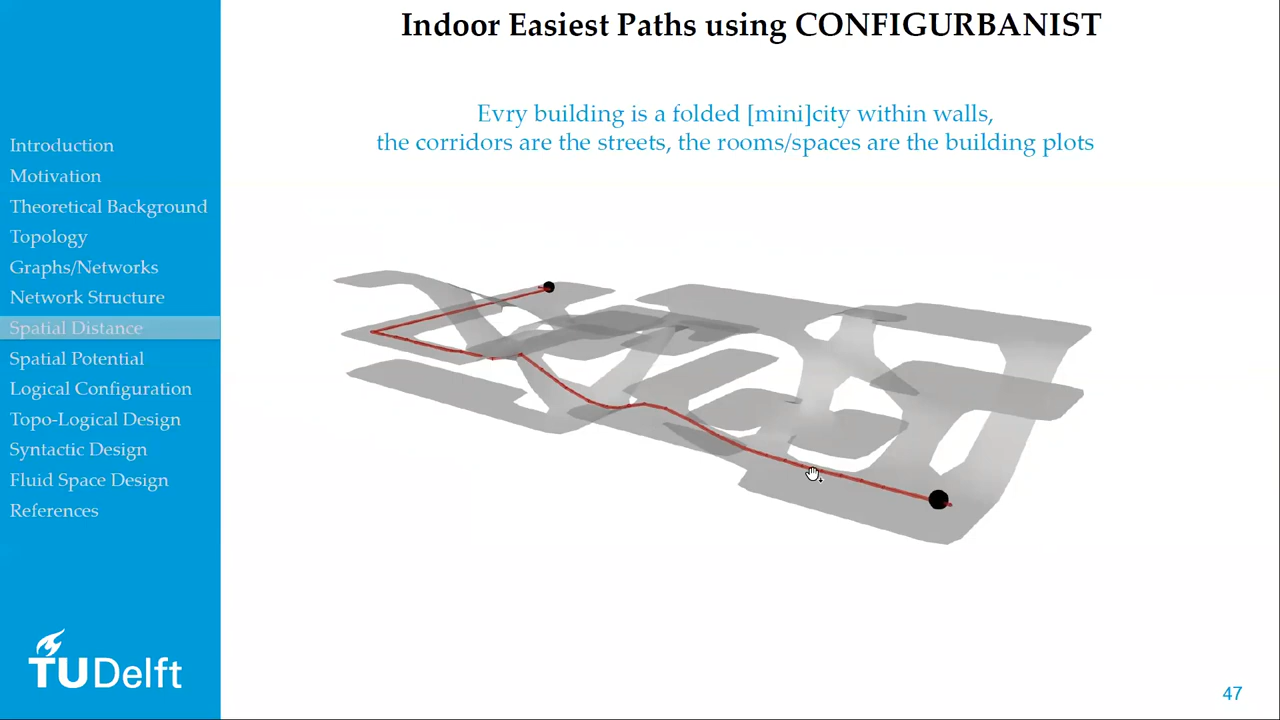 Indoor Easiest Paths using CONFIGURBANIST
Evry building is a folded [mini]city within walls,
the corridors are the streets, the rooms/spaces are the building plots
Introduction
Motivation
Theoretical Background
Topology
Graphs/Networks
Network Structure
Spatial Distance
Spatial Potential
Logical Configuration
Topo-Logical Design
Syntactic Design
Fluid Space Design
References
TUDelft
47